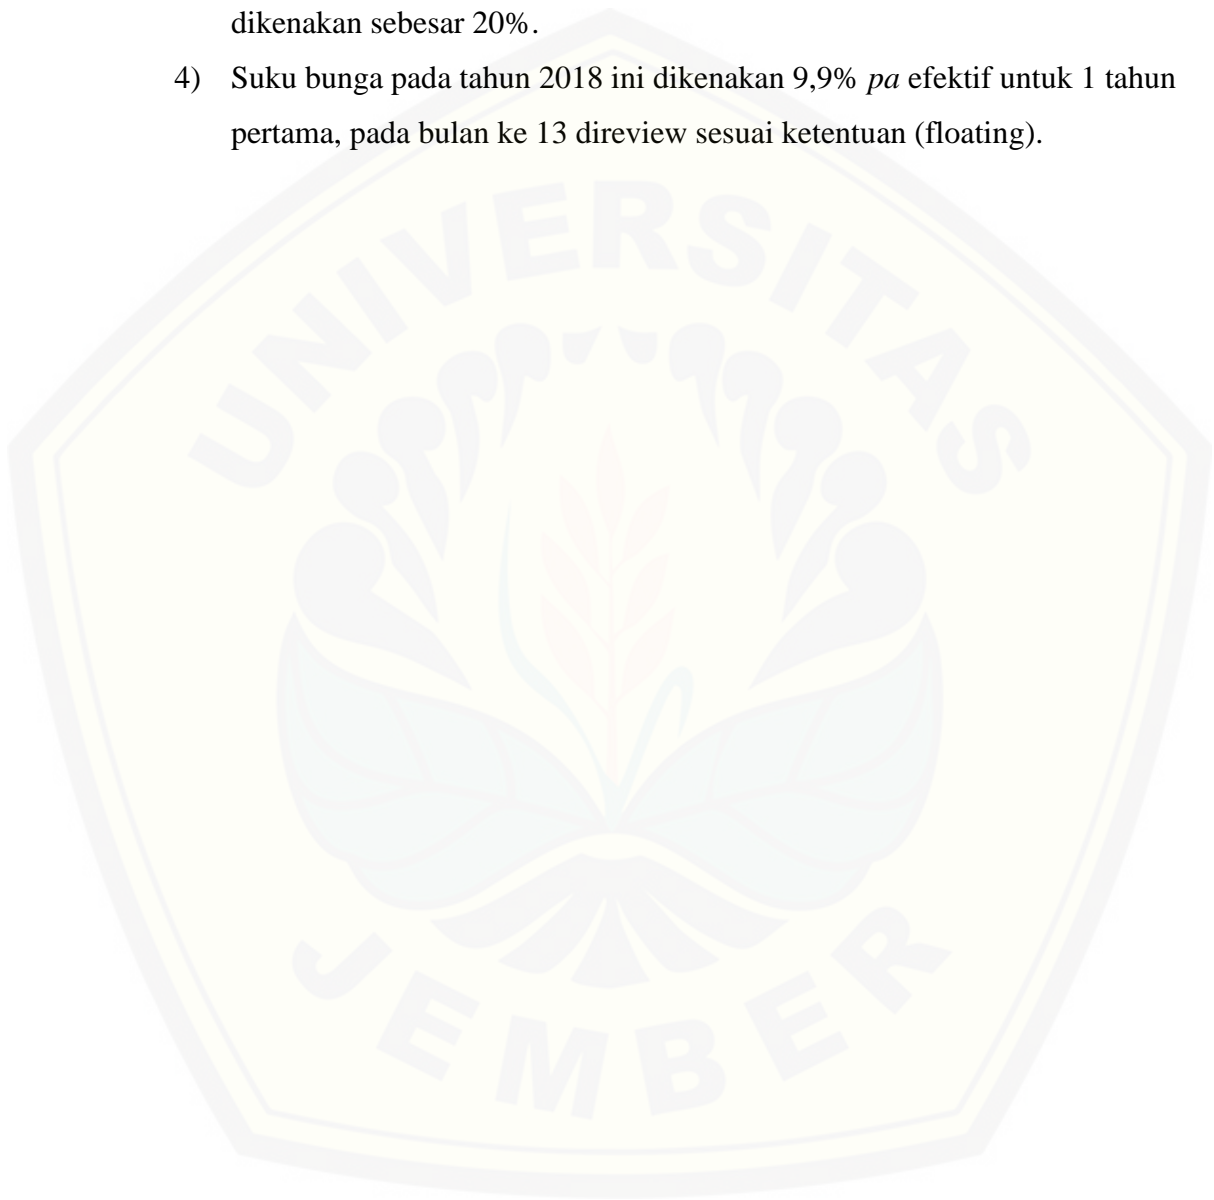 dikenakan sebesar 20%.
4) Suku bunga pada tahun 2018 ini dikenakan 9,9% pa efektif untuk 1 tahun
pertama, pada bulan ke 13 direview sesuai ketentuan (floating).
UNIVERSITAS
JEMBER